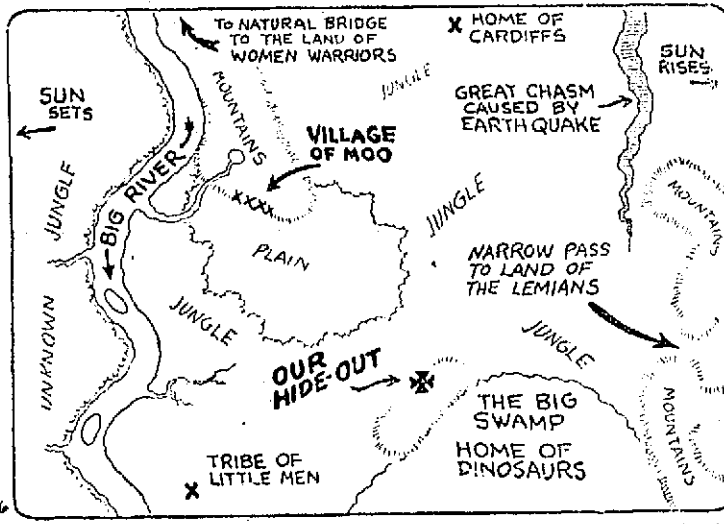 TO NATURAL BRIDGE
TO THE LAND OF
WOMEN WARRIORS
X HOME OF
CARDIFFS
SUN
RISES
SUN
SETS
MOUNTAINS
JUNGLE
GREAT CHASM
CAUSED BY
EARTHQUAKE
VILLAGE
OF MOO
XXXX
BIG RIVER
JUNGLE
JUNGLE
MOUNTAINS
PLAIN
NARROW PASS
TO LAND OF
THE LEMIANS
UNKNOWN
JUNGLE
JUNGLE
OUR
HIDE-OUT
THE BIG
SWAMP
HOME OF
DINOSAURS
MOUNTAINS
TRIBE OF
X LITTLE MEN
6